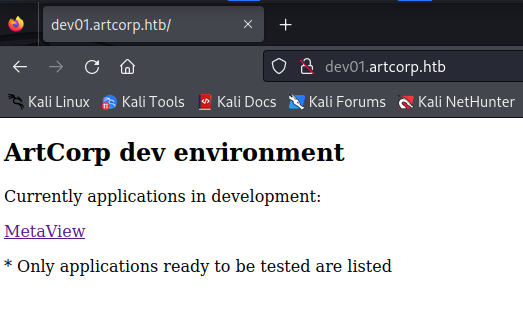 dev01.artcorp.htb/
dev01.artcorp.htb
Kali Linux Kali Tools Kali Docs Kali Forums Kali NetHunter
ArtCorp dev environment
Currently applications in development:
MetaView
* Only applications ready to be tested are listed